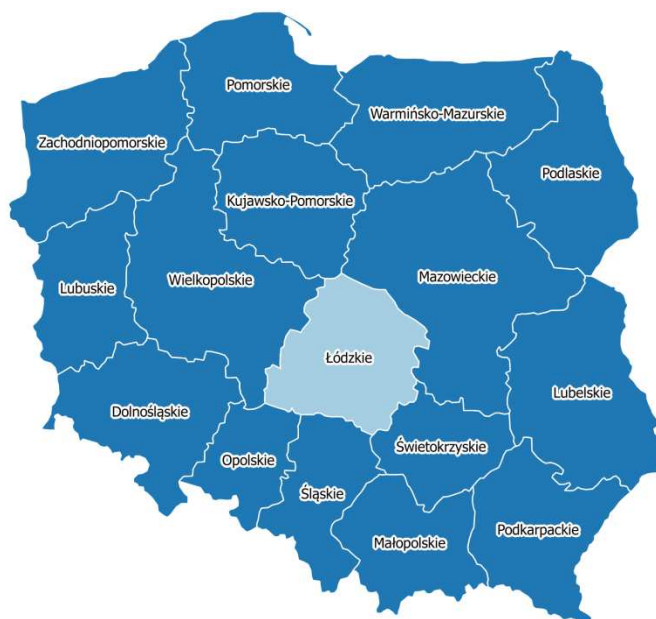 Pomorskie
Warmińsko-Mazurskie
Zachodniopomorskie
Podlaskie
Kujawsko-Pomorskie
Mazowieckie
Wielkopolskie
Lubuskie
Łódzkie
Lubelskie
Dolnośląskie
Świetokrzyskie
Opolskie
Śląskie
Podkarpackie
Małopolskie